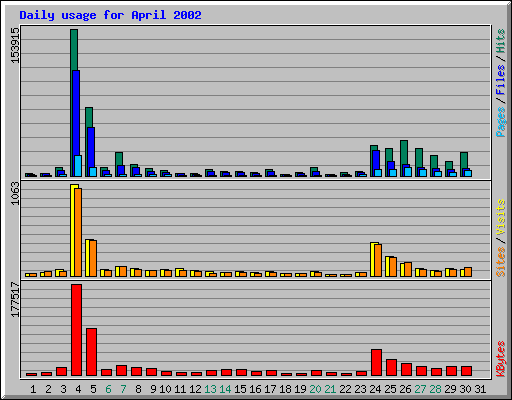 Daily usage for April 2002
153915
Pages/Files/Hits
1063
Sites/Visits
177517
KBytes
1 2 3 4 5 6 7 8 9 10 11 12 13 14 15 16 17 18 19 20 21 22 23 24 25 26 27 28 29 30 31